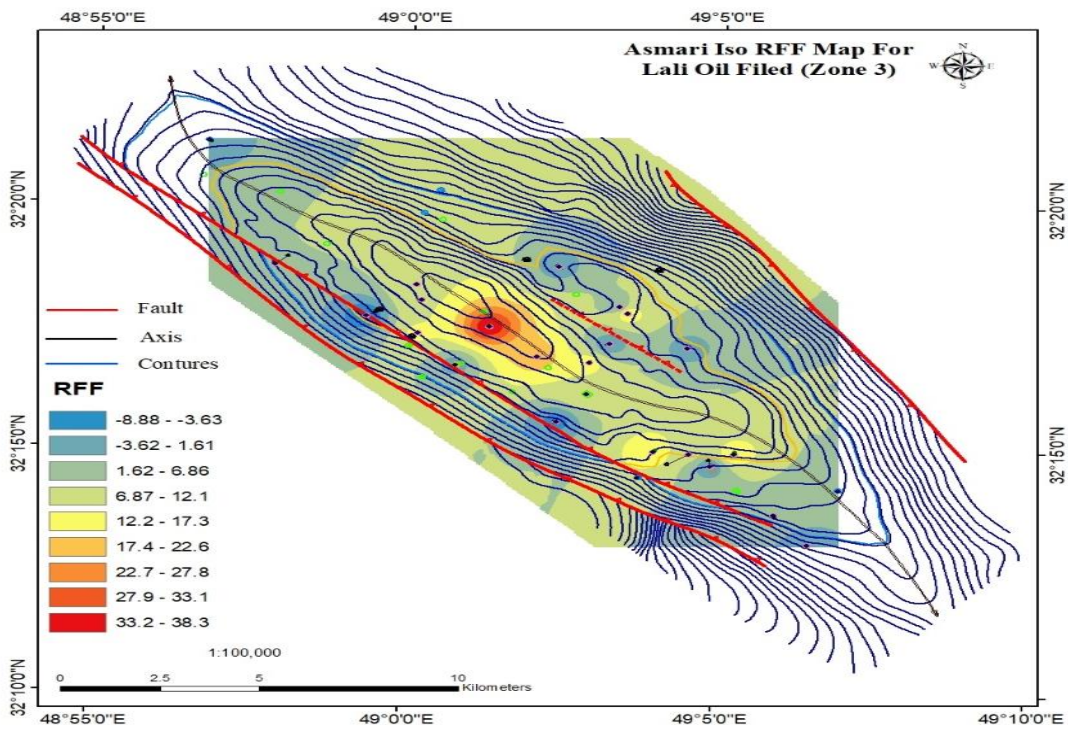 48°55'0"E
49°0'0"E
49°5'0"E
Asmari Iso RFF Map For
Lali Oil Filed (Zone 3)
N
W
E
S
32°20'0"N
32°20'0"N
Fault
Axis
Contures
RFF
-8.88 - -3.63
-3.62 - 1.61
1.62 - 6.86
6.87 - 12.1
12.2 - 17.3
17.4 - 22.6
22.7 - 27.8
27.9 - 33.1
33.2 - 38.3
32°15'0"N
32°15'0"N
1:100,000
0 2.5 5 10
Kilometers
32°10'0"N
48°55'0"E
49°0'0"E
49°5'0"E
49°10'0"E